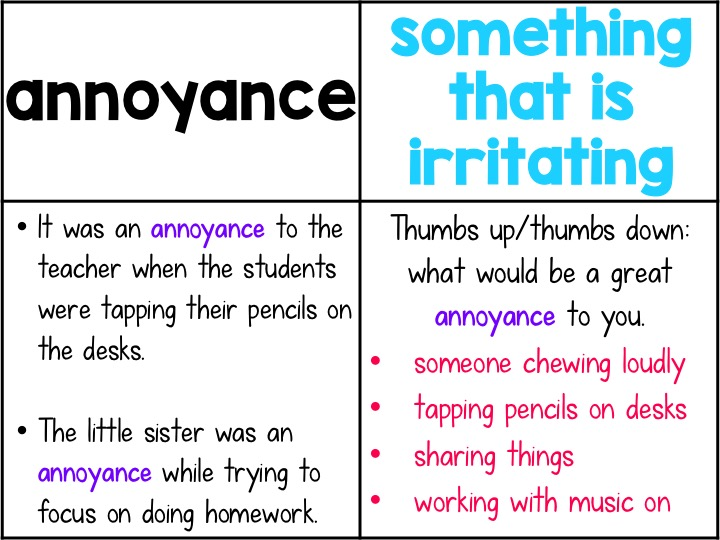 annoyance
something
that is
irritating
• It was an annoyance to the
teacher when the students
were tapping their pencils on
the desks.
• The little sister was an
annoyance while trying to
focus on doing homework.
Thumbs up/thumbs down:
what would be a great
annoyance to you.
• someone chewing loudly
• tapping pencils on desks
• sharing things
• working with music on